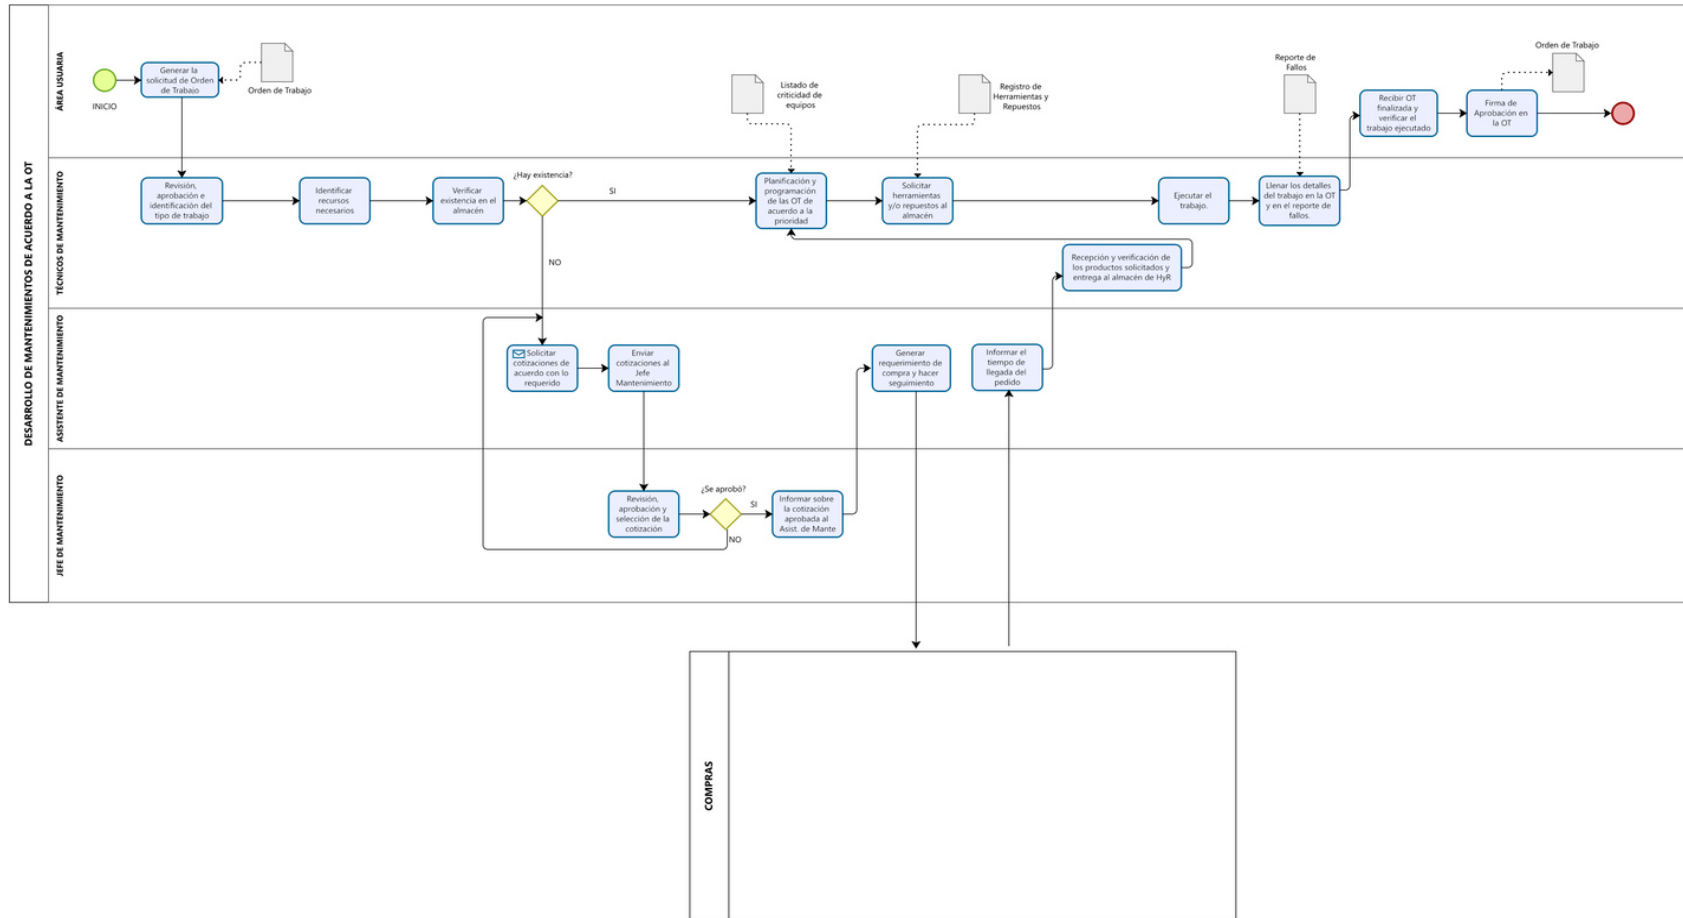 DESARROLLO DE MANTENIMIENTOS DE ACUERDO A LA OT
ÁREA USUARIA
INICIO
Generar la
solicitud de Orden
de Trabajo
Orden de Trabajo
Listado de
criticidad de
equipos
Registro de
Herramientas y
Repuestos
Reporte de
Fallos
Recibir OT
finalizada y
verificar el
trabajo ejecutado
Firma de
Aprobación en
la OT
Orden de Trabajo
TÉCNICOS DE MANTENIMIENTO
Revisión,
aprobación e
identificación del
tipo de trabajo
Identificar
recursos
necesarios
Verificar
existencia en el
almacén
¿Hay existencia?
SI
NO
Planificación y
programación
de las OT de
acuerdo a la
prioridad
Solicitar
herramientas
y/o repuestos al
almacén
Ejecutar el
trabajo.
Llenar los detalles
del trabajo en la OT
y en el reporte de
fallos.
Recepción y verificación de
los productos solicitados y
entrega al almacén de HyR
ASISTENTE DE MANTENIMIENTO
Solicitar
cotizaciones de
acuerdo con lo
requerido
Enviar
cotizaciones al
Jefe
Mantenimiento
Generar
requerimiento de
compra y hacer
seguimiento
Informar el
tiempo de
llegada del
pedido
JEFE DE MANTENIMIENTO
Revisión,
aprobación y
selección de la
cotización
¿Se aprobó?
SI
NO
Informar sobre
la cotización
aprobada al
Asist. de Mante
COMPRAS